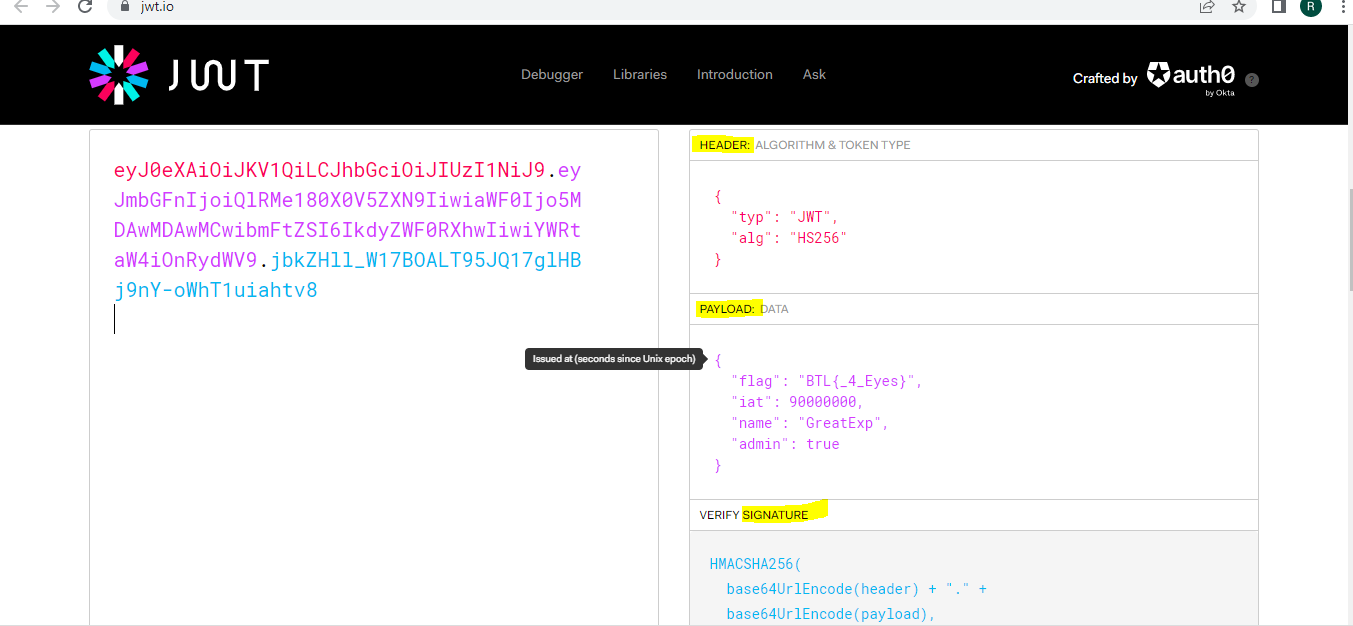 jwt.io
R
JWT
Debugger
Libraries
Introduction
Ask
Crafted by auth0
by Okta
?
eyJ0eXAiOiJKV1QiLCJhbGciOiJIUzI1NiJ9.ey
JmbGFnIjoiQlRMe180X0V5ZXN9IiwiaWF0Ijo5M
DAwMDAwMCwibmFtZSI6IkdyZWF0RXhwIiwiYWRt
aW4iOnRydWV9.jbkZHll_W17BOALT95JQ17glHB
j9nY-oWhT1uiahtv8
HEADER: ALGORITHM & TOKEN TYPE
{
"typ": "JWT",
"alg": "HS256"
}
PAYLOAD: DATA
Issued at (seconds since Unix epoch)
{
"flag": "BTL{_4_Eyes}",
"iat": 90000000,
"name": "GreatExp",
"admin": true
}
VERIFY SIGNATURE
HMACSHA256(
base64UrlEncode(header) + "." +
base64UrlEncode(payload),